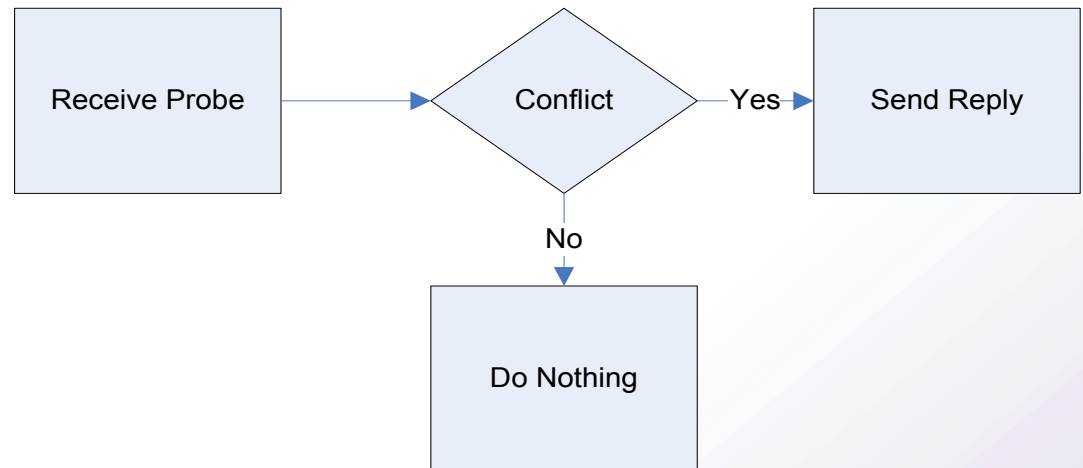 Receive Probe
Conflict
Yes
Send Reply
No
Do Nothing